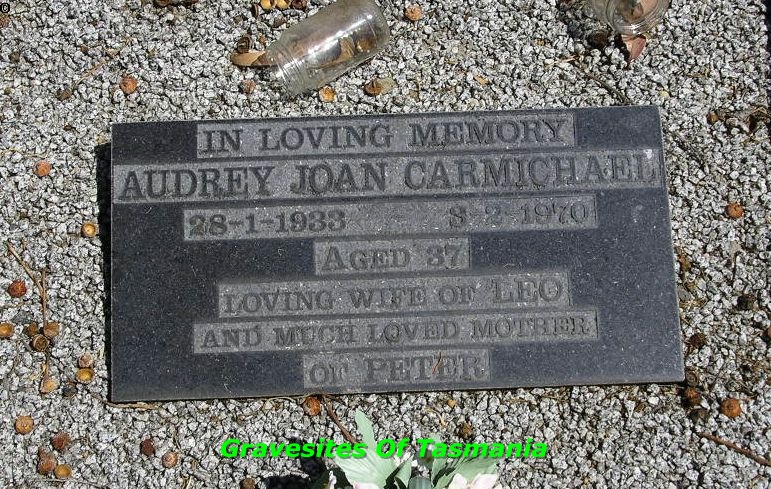 ©
IN LOVING MEMORY
AUDREY JOAN CARMICHAEL
28-1-1933 3-2-1970
AGED 37
LOVING WIFE OF LEO
AND MUCH LOVED MOTHER
OF PETER
Gravesites Of Tasmania